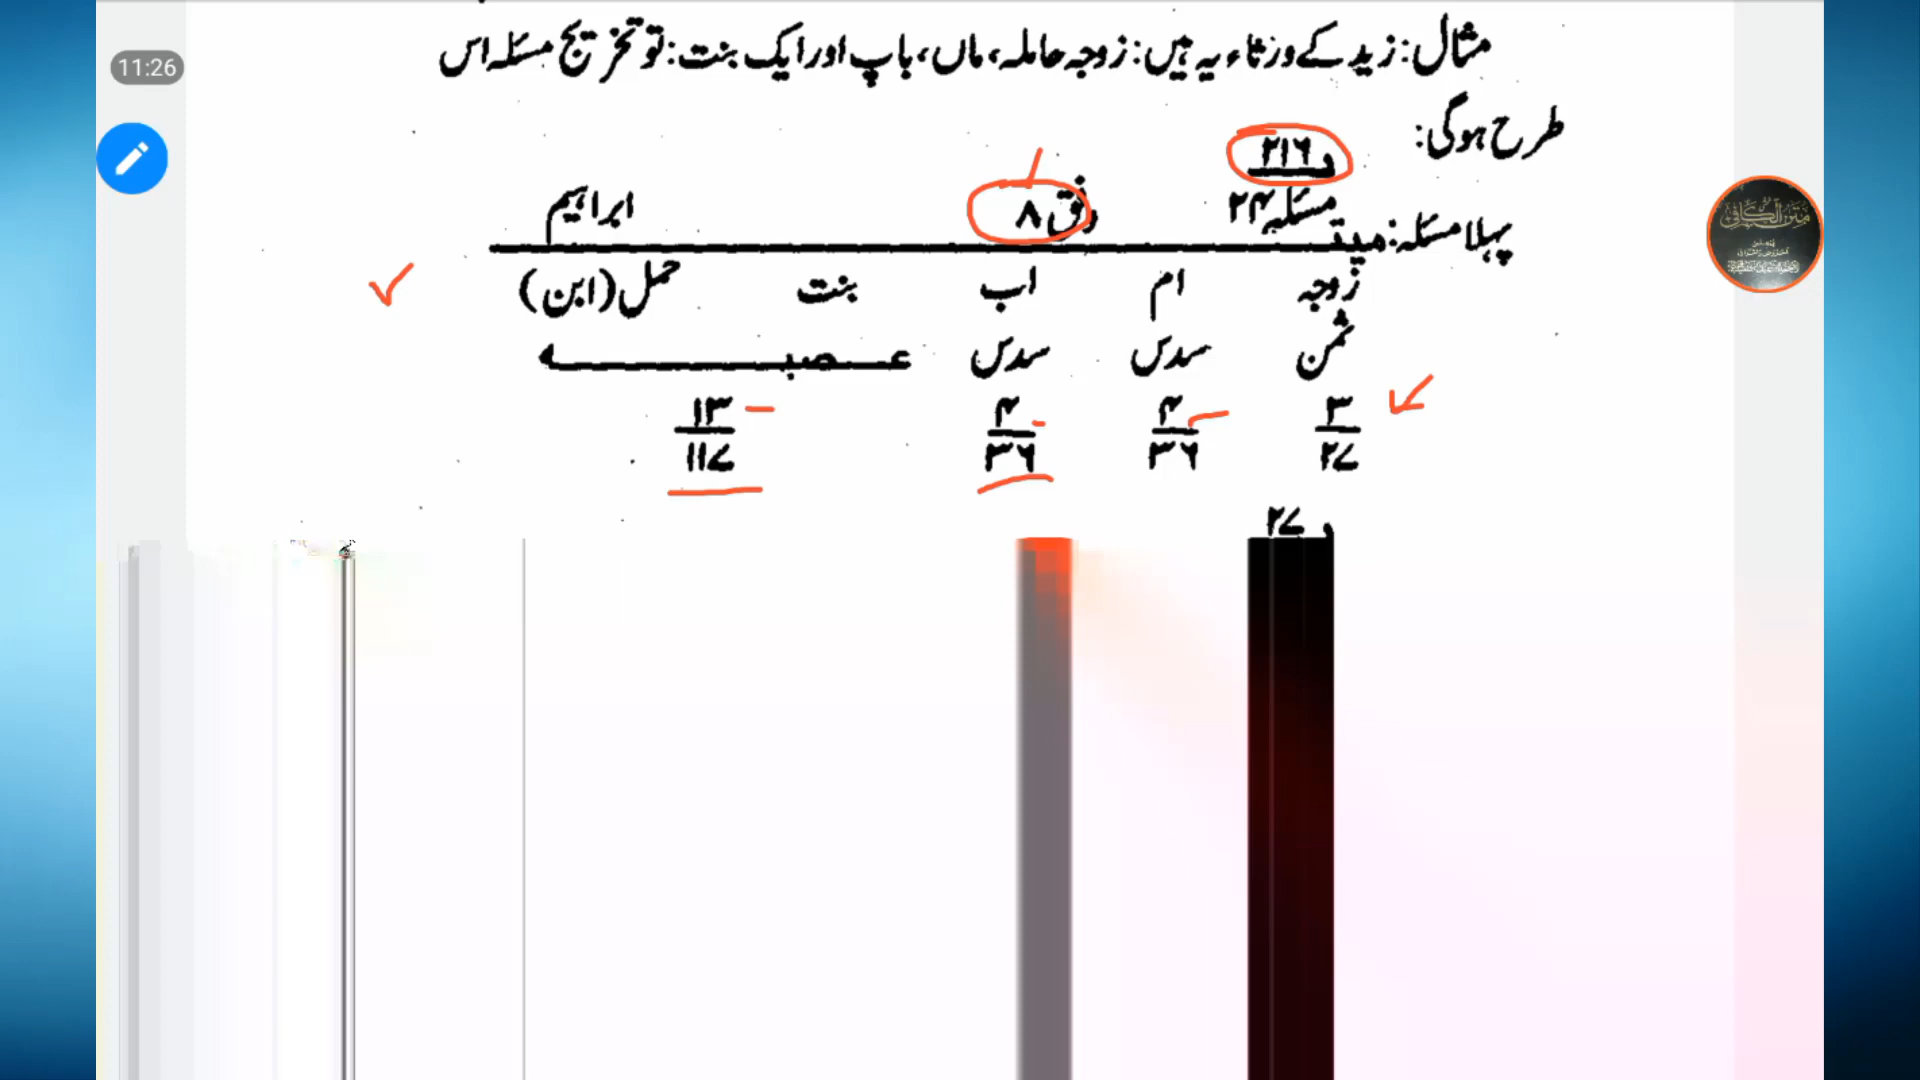 11:26
مثال: زید کے ورثاء یہ ہیں: زوجہ حاملہ، ماں، باپ اور ایک بنت: تو تخریج مسئلہ اس
طرح ہوگی:
۲۱۶
پہلا مسئلہ: میت مسئلہ ۲۴ وفق ۸ ابراہیم
زوجہ ام اب بنت حمل (ابن)
ثمن سدس سدس عصبہ
۳ ۴ ۴ ۱۳
۲۷ ۳۶ ۳۶ ۱۱۷
۲۷